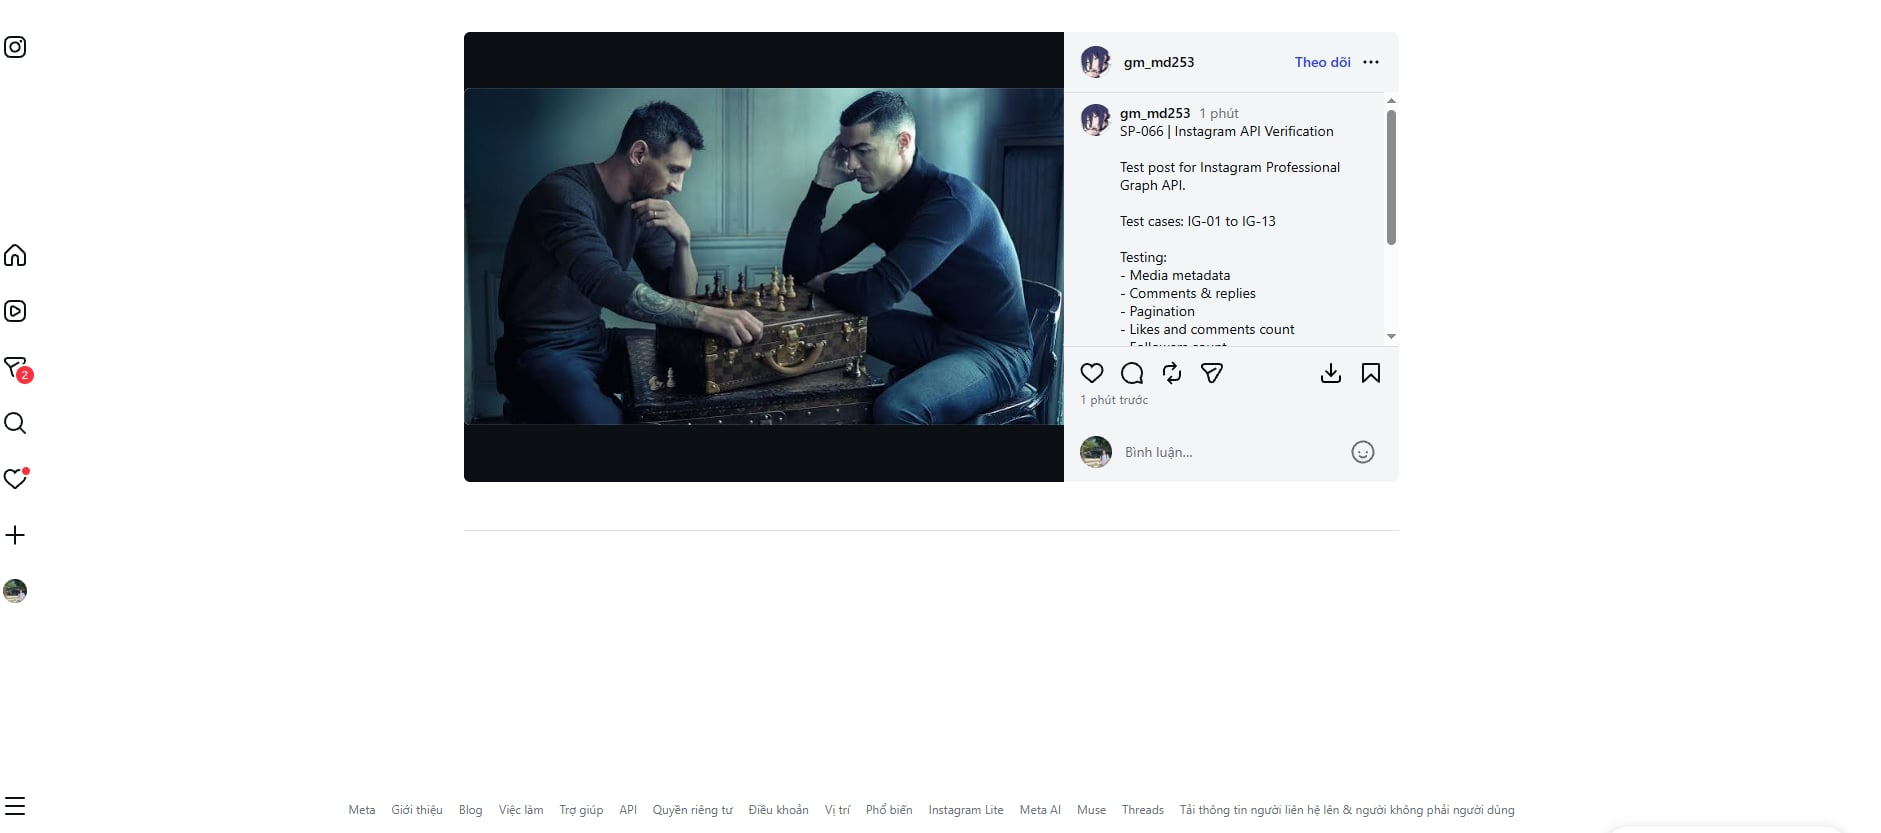 gm_md253
Theo dõi
gm_md253 1 phút
SP-066 | Instagram API Verification
Test post for Instagram Professional
Graph API.
Test cases: IG-01 to IG-13
Testing:
- Media metadata
- Comments & replies
- Pagination
- Likes and comments count
- Followers count
2
1 phút trước
Bình luận...
Meta Giới thiệu Blog Việc làm Trợ giúp API Quyền riêng tư Điều khoản Vị trí Phổ biến Instagram Lite Meta AI Muse Threads Tải thông tin người liên hệ lên & người không phải người dùng